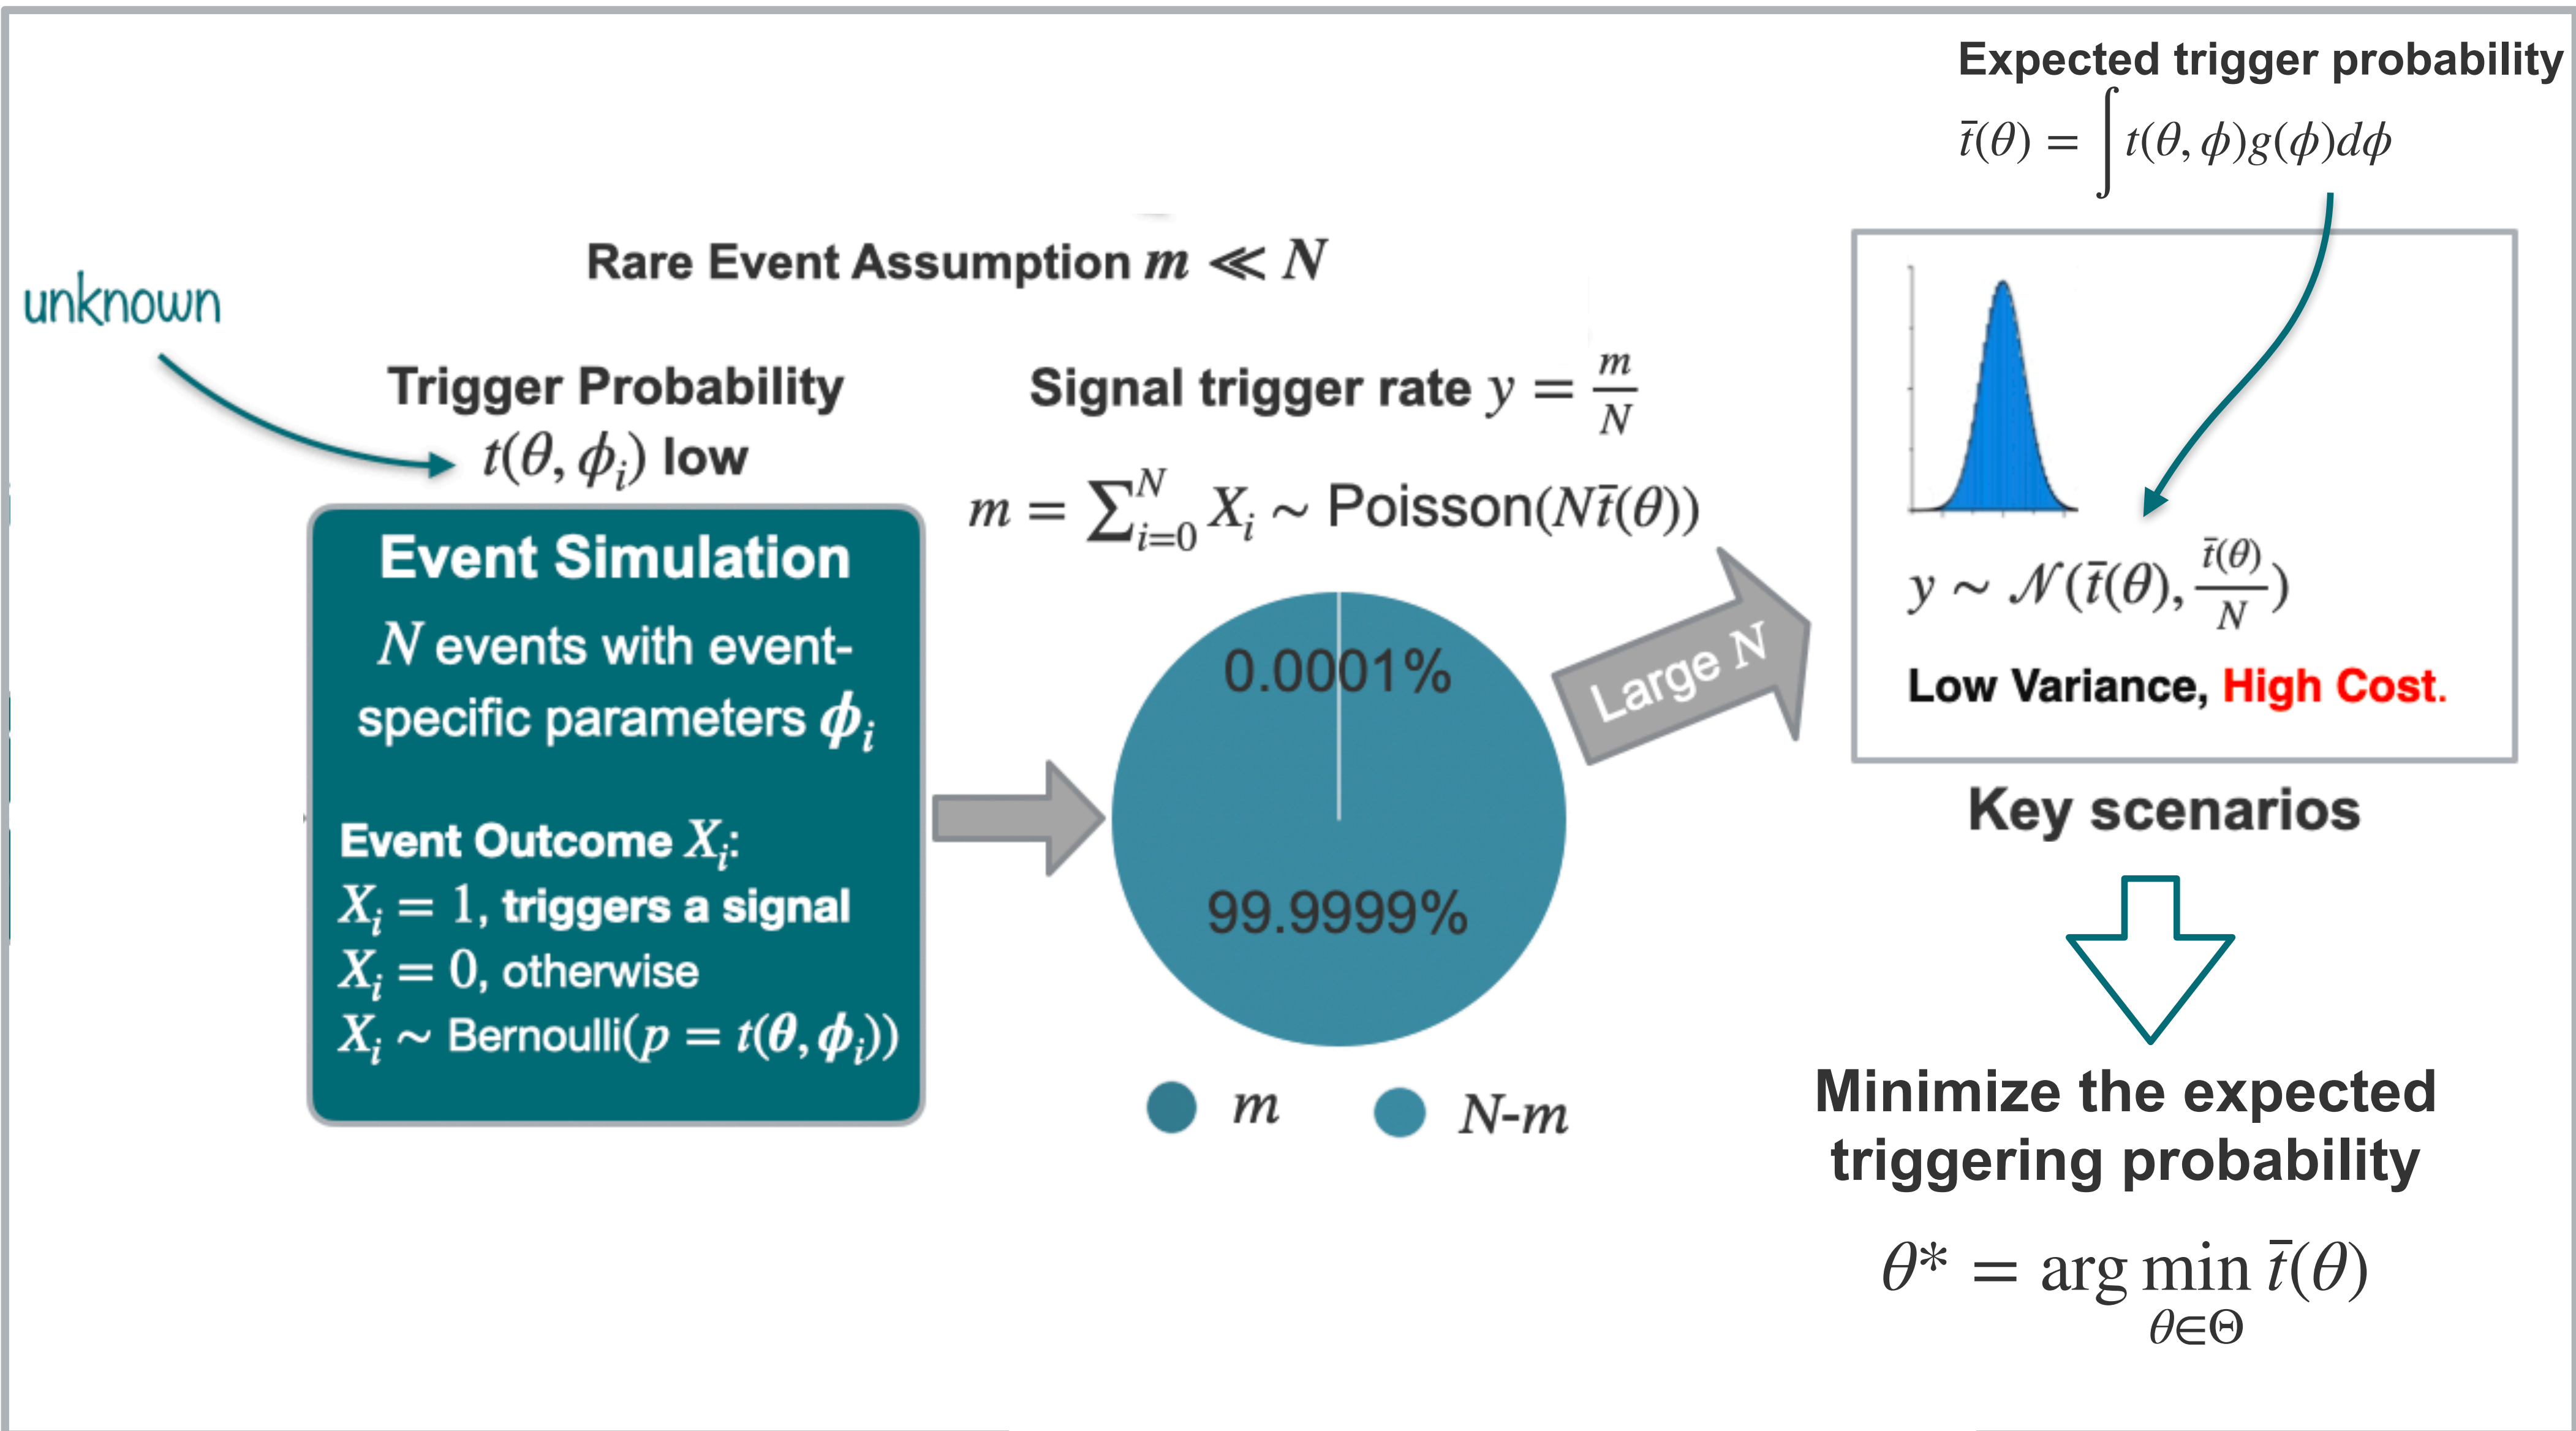 Expected trigger probability
t̄(θ) = ∫ t(θ, ϕ)g(ϕ)dϕ
Rare Event Assumption m ≪ N
unknown
Trigger Probability
t(θ, ϕᵢ) low
Signal trigger rate y = m/N
m = ∑ᵢ₌₀ᴺ Xᵢ ~ Poisson(Nt̄(θ))
Event Simulation
N events with event-
specific parameters ϕᵢ
Event Outcome Xᵢ:
Xᵢ = 1, triggers a signal
Xᵢ = 0, otherwise
Xᵢ ~ Bernoulli(p = t(θ, ϕᵢ))
0.0001%
99.9999%
m
N-m
Large N
y ~ 𝒩(t̄(θ), t̄(θ)/N)
Low Variance, High Cost.
Key scenarios
Minimize the expected
triggering probability
θ* = arg min t̄(θ)
θ∈Θ